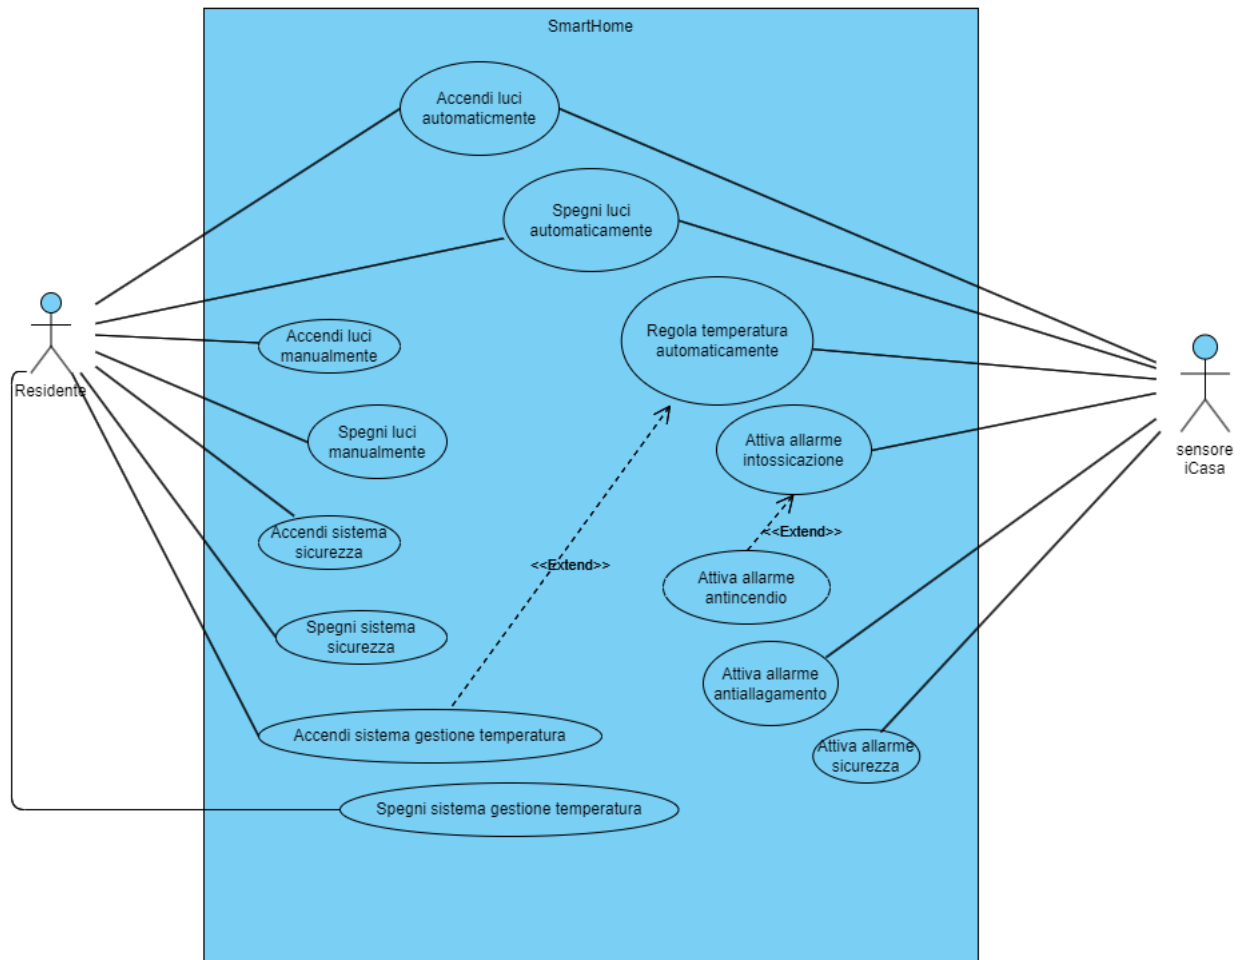 SmartHome
Accendi luci
automaticmente
Spegni luci
automaticamente
Residente
Accendi luci
manualmente
Regola temperatura
automaticamente
sensore
iCasa
Spegni luci
manualmente
Attiva allarme
intossicazione
Accendi sistema
sicurezza
<<Extend>>
<<Extend>>
Attiva allarme
antincendio
Spegni sistema
sicurezza
Attiva allarme
antiallagamento
Accendi sistema gestione temperatura
Attiva allarme
sicurezza
Spegni sistema gestione temperatura